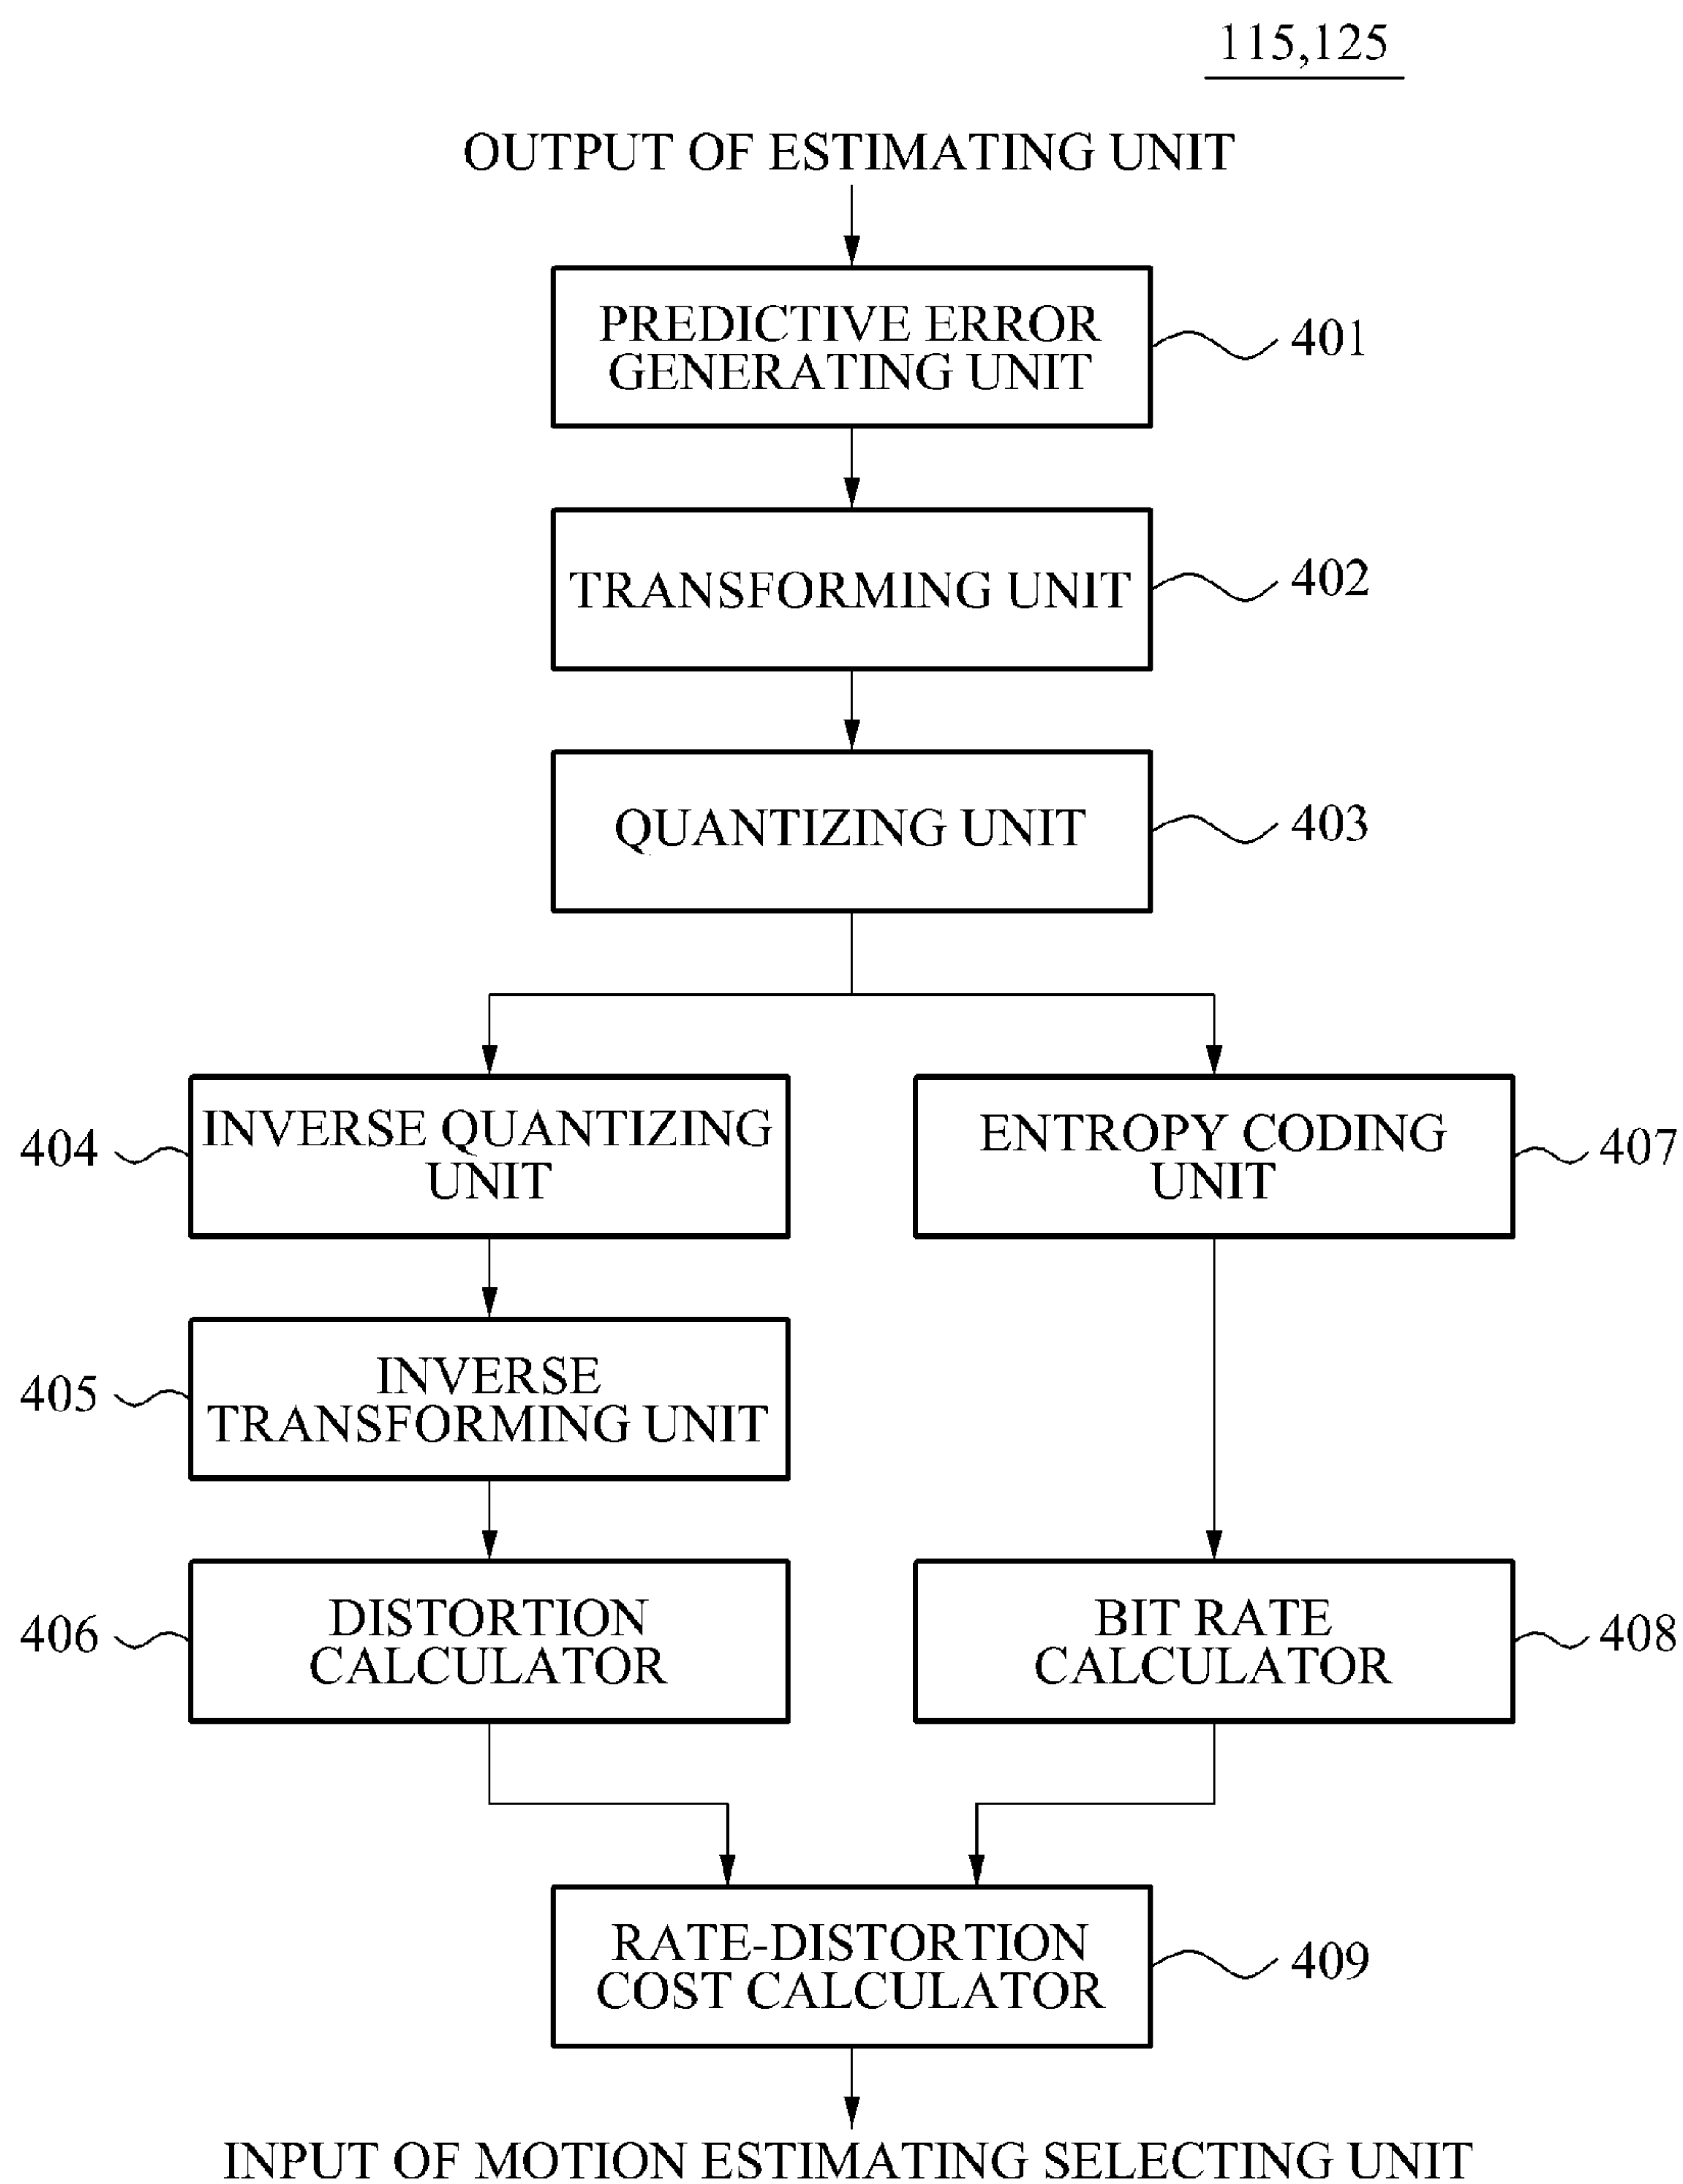 115,125
OUTPUT OF ESTIMATING UNIT
PREDICTIVE ERROR
GENERATING UNIT
401
TRANSFORMING UNIT
402
QUANTIZING UNIT
403
404
INVERSE QUANTIZING
UNIT
ENTROPY CODING
UNIT
407
405
INVERSE
TRANSFORMING UNIT
406
DISTORTION
CALCULATOR
BIT RATE
CALCULATOR
408
RATE-DISTORTION
COST CALCULATOR
409
INPUT OF MOTION ESTIMATING SELECTING UNIT